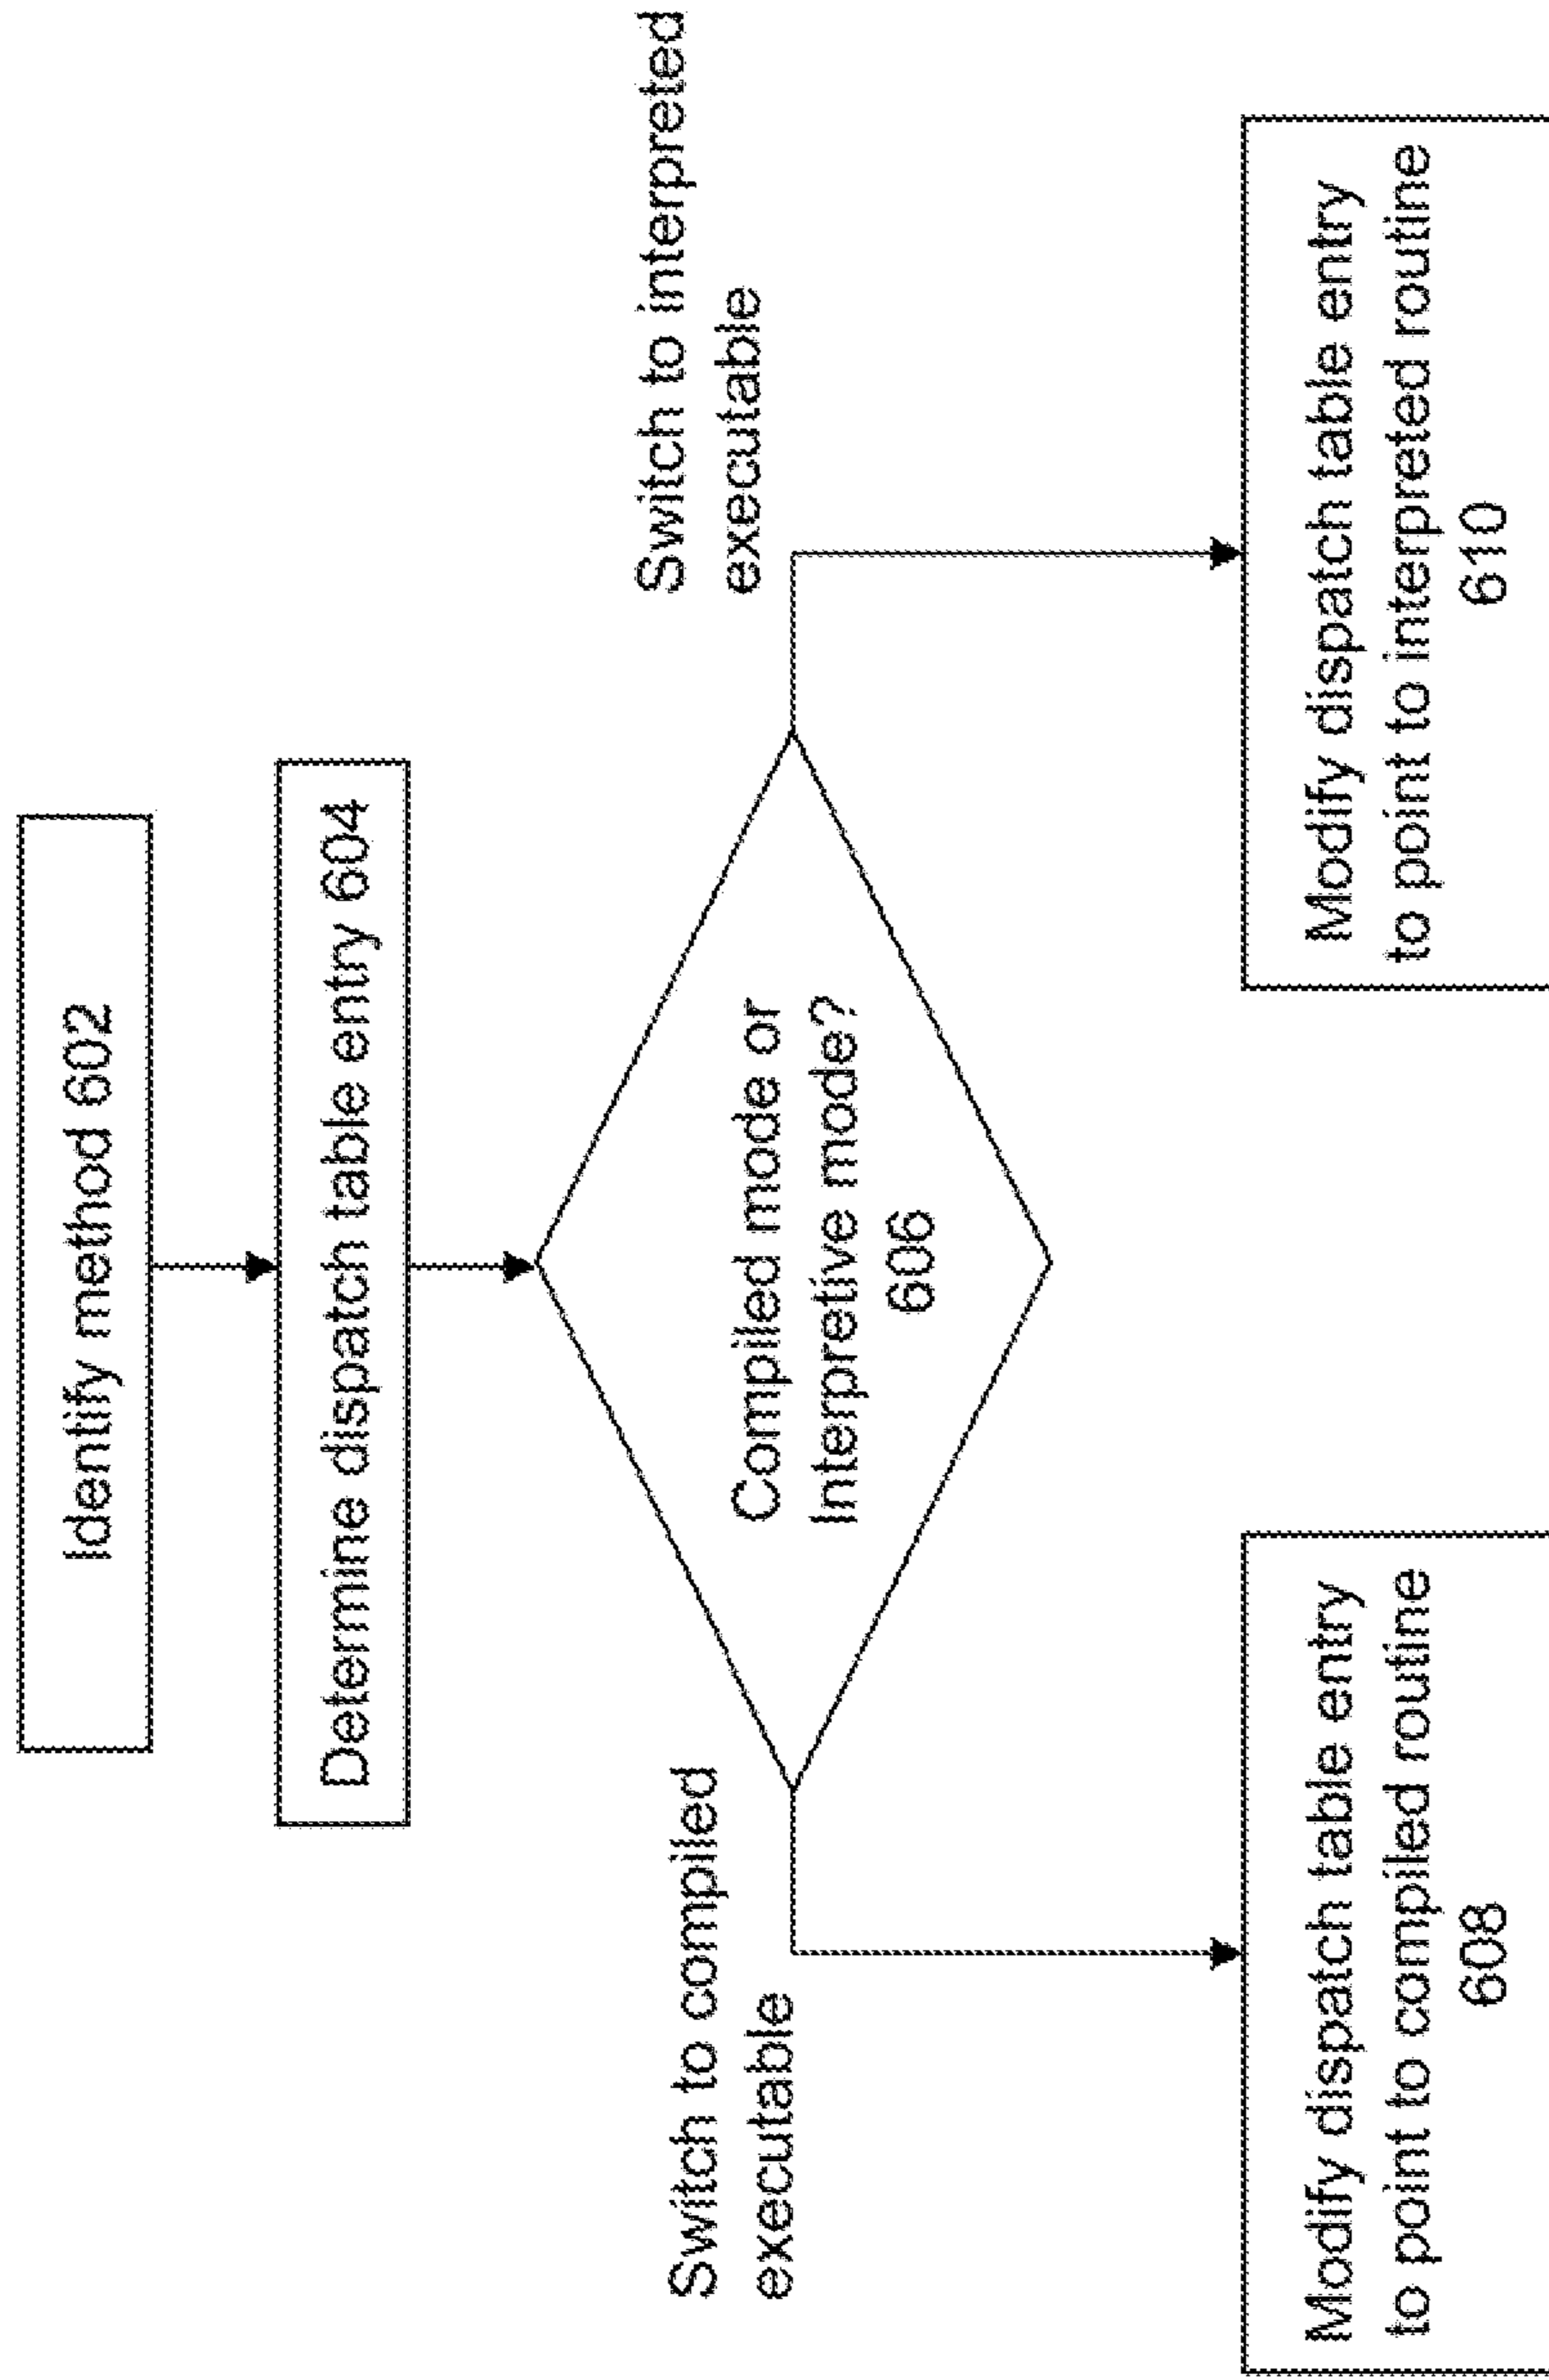 Identify method 602
Determine dispatch table entry 604
Compiled mode or
Interpretive mode?
606
Switch to compiled
executable
Switch to interpreted
executable
Modify dispatch table entry
to point to compiled routine
608
Modify dispatch table entry
to point to interpreted routine
610